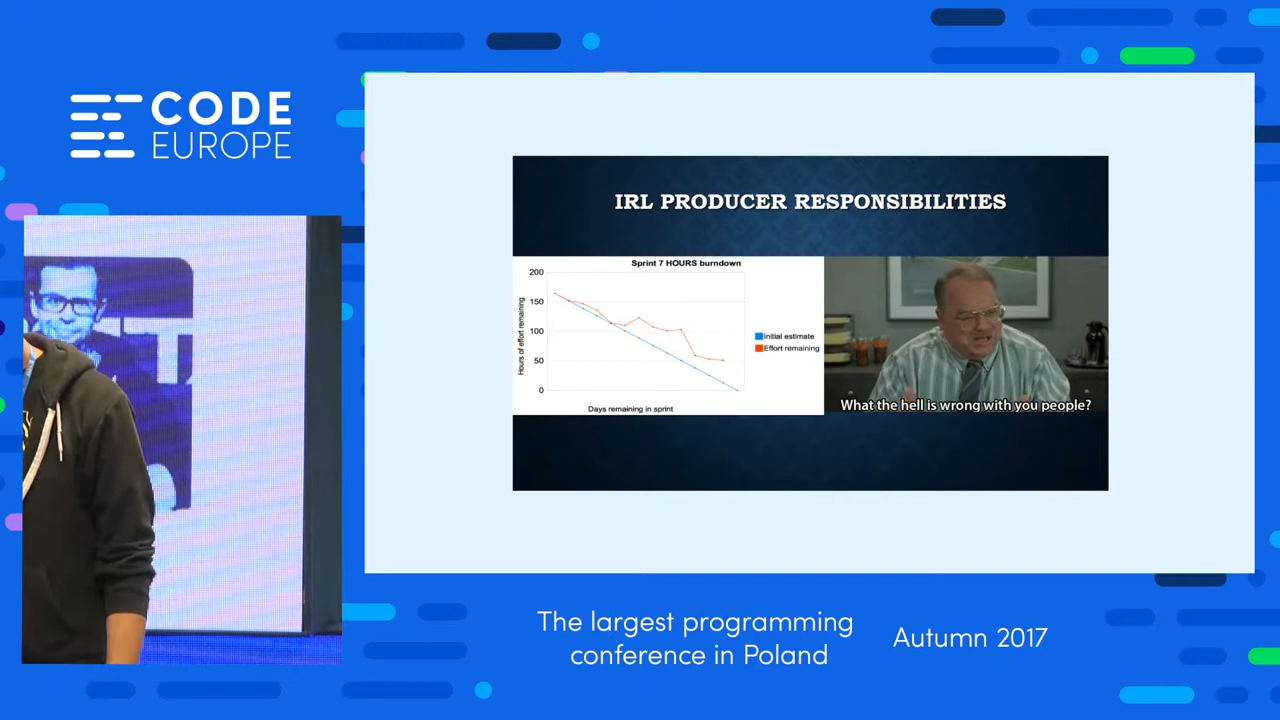 CODE
EUROPE
IRL PRODUCER RESPONSIBILITIES
Sprint 7 HOURS burndown
200
150
100
50
0
Hours of effort remaining
Days remaining in sprint
Initial estimate
Effort remaining
What the hell is wrong with you people?
The largest programming
conference in Poland
Autumn 2017